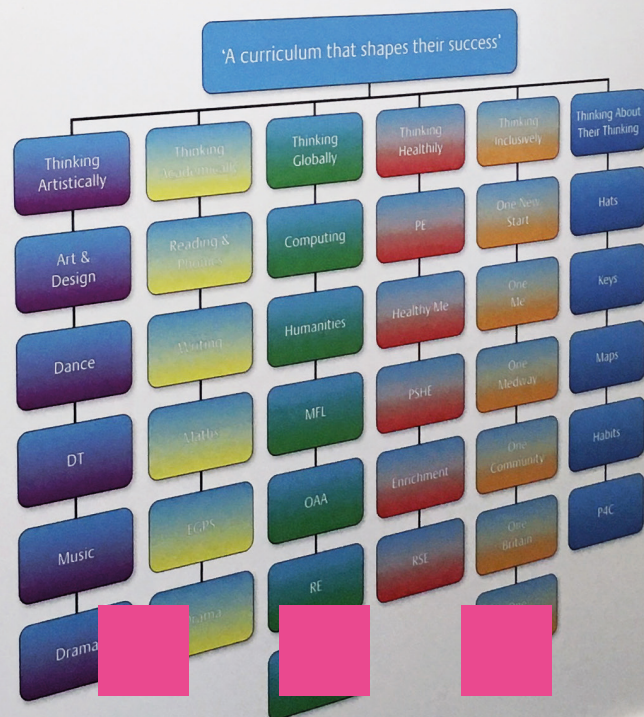 'A curriculum that shapes their success'
Thinking
Artistically
Art &
Design
Dance
DT
Music
Drama
Thinking
Academically
Reading &
Phonics
Writing
Maths
EGPS
Thinking
Globally
Computing
Humanities
MFL
OAA
RE
Thinking
Healthily
PE
Healthy Me
PSHE
Enrichment
RSE
Thinking
Inclusively
One New
Start
One
Me
One
Medway
One
Community
One
Britain
Thinking About
Their Thinking
Hats
Keys
Maps
Habits
P4C